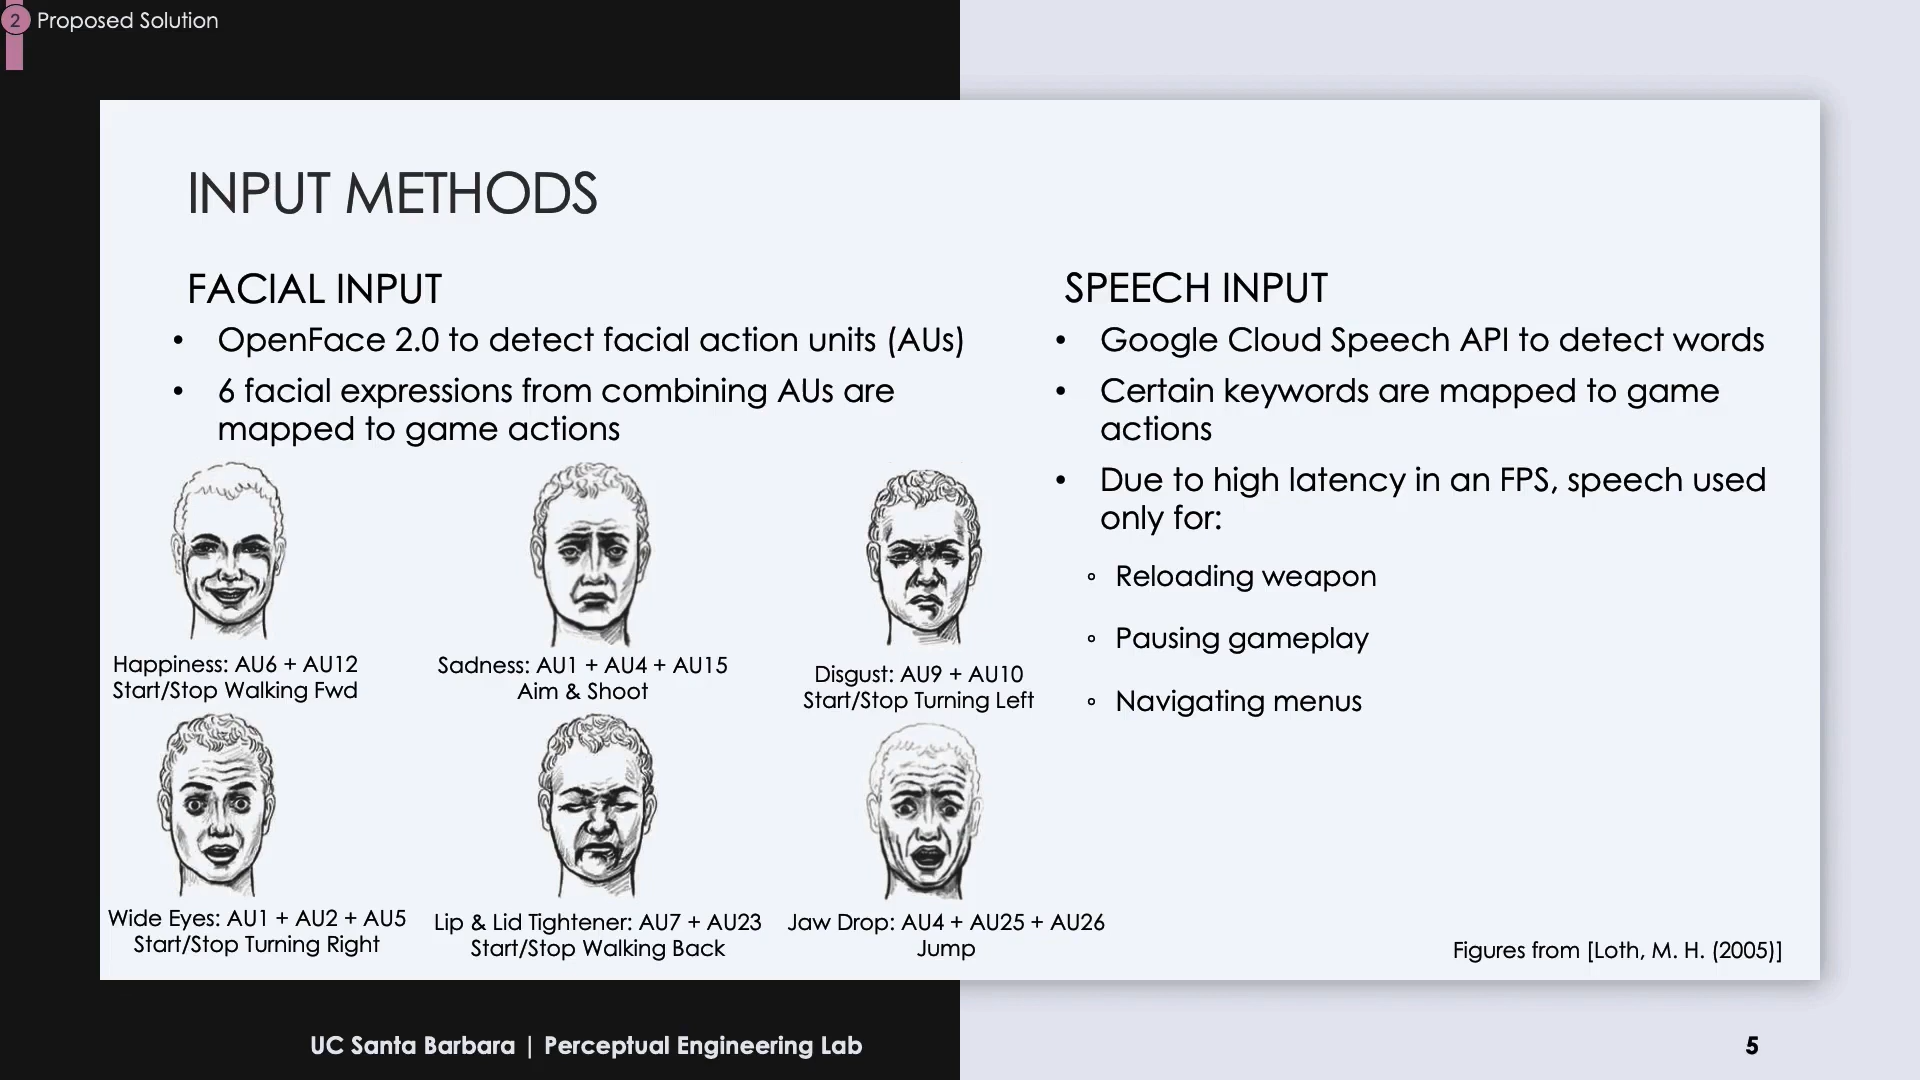 2 Proposed Solution
INPUT METHODS
FACIAL INPUT
• OpenFace 2.0 to detect facial action units (AUs)
• 6 facial expressions from combining AUs are
mapped to game actions
Happiness: AU6 + AU12
Start/Stop Walking Fwd
Sadness: AU1 + AU4 + AU15
Aim & Shoot
Disgust: AU9 + AU10
Start/Stop Turning Left
Wide Eyes: AU1 + AU2 + AU5
Start/Stop Turning Right
Lip & Lid Tightener: AU7 + AU23
Start/Stop Walking Back
Jaw Drop: AU4 + AU25 + AU26
Jump
SPEECH INPUT
• Google Cloud Speech API to detect words
• Certain keywords are mapped to game
actions
• Due to high latency in an FPS, speech used
only for:
◦ Reloading weapon
◦ Pausing gameplay
◦ Navigating menus
Figures from [Loth, M. H. (2005)]
UC Santa Barbara | Perceptual Engineering Lab
5